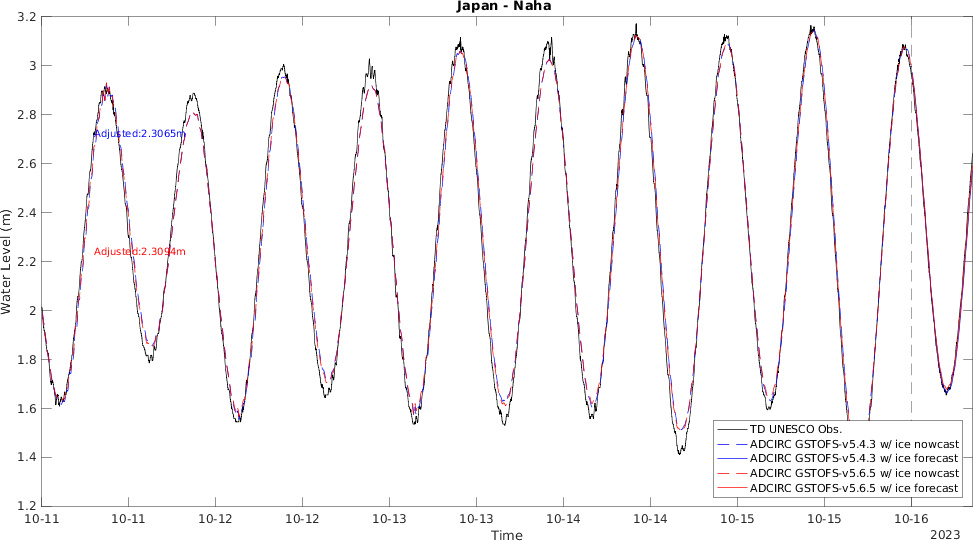 Japan - Naha
3.2
3
2.8
2.6
2.4
2.2
2
1.8
1.6
1.4
1.2
Water Level (m)
Adjusted:2.3065m
Adjusted:2.3094m
TD UNESCO Obs.
ADCIRC GSTOFS-v5.4.3 w/ ice nowcast
ADCIRC GSTOFS-v5.4.3 w/ ice forecast
ADCIRC GSTOFS-v5.6.5 w/ ice nowcast
ADCIRC GSTOFS-v5.6.5 w/ ice forecast
10-11 10-11 10-12 10-12 10-13 10-13 10-14 10-14 10-15 10-15 10-16
Time
2023